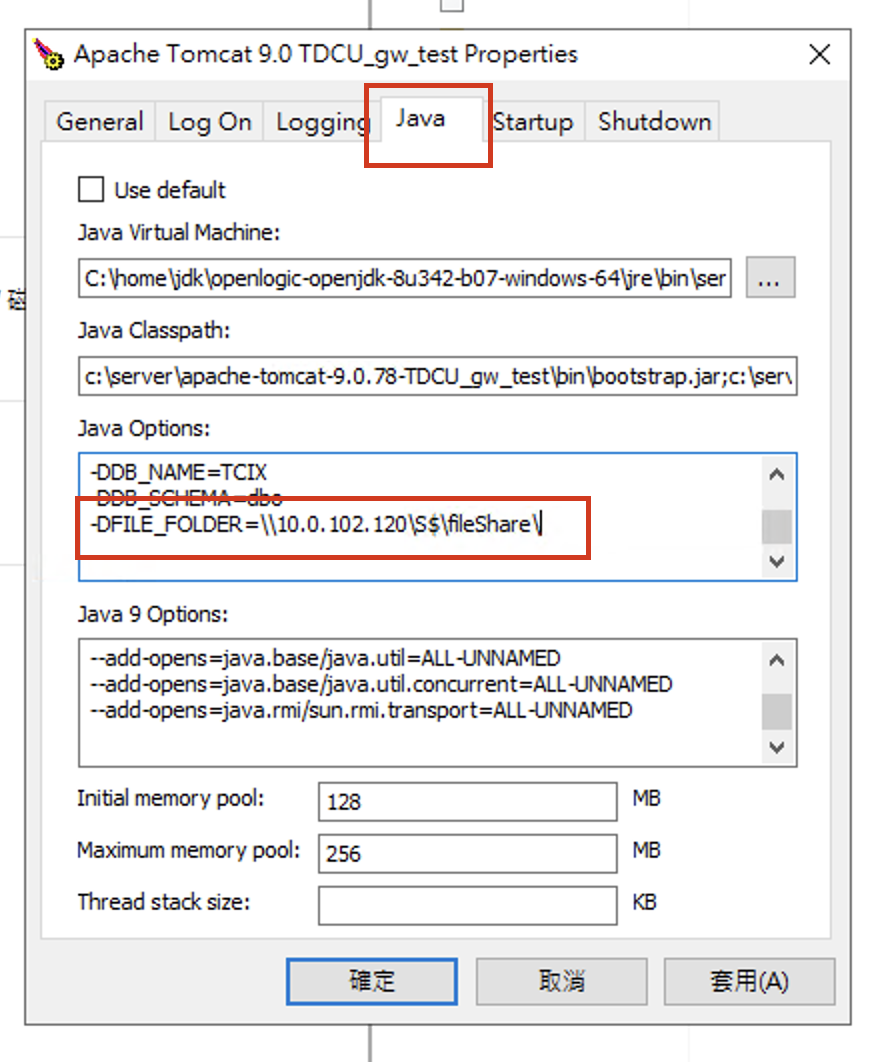 Apache Tomcat 9.0 TDCU_gw_test Properties
General Log On Logging Java Startup Shutdown
Use default
Java Virtual Machine:
C:\home\jdk\openlogic-openjdk-8u342-b07-windows-64\jre\bin\ser
...
Java Classpath:
c:\server\apache-tomcat-9.0.78-TDCU_gw_test\bin\bootstrap.jar;c:\serv
Java Options:
-DDB_NAME=TCIX
-DDB_SCHEMA=dbo
-DFILE_FOLDER=\\10.0.102.120\S$\fileShare\
Java 9 Options:
--add-opens=java.base/java.util=ALL-UNNAMED
--add-opens=java.base/java.util.concurrent=ALL-UNNAMED
--add-opens=java.rmi/sun.rmi.transport=ALL-UNNAMED
Initial memory pool: 128 MB
Maximum memory pool: 256 MB
Thread stack size: KB
確定 取消 套用(A)